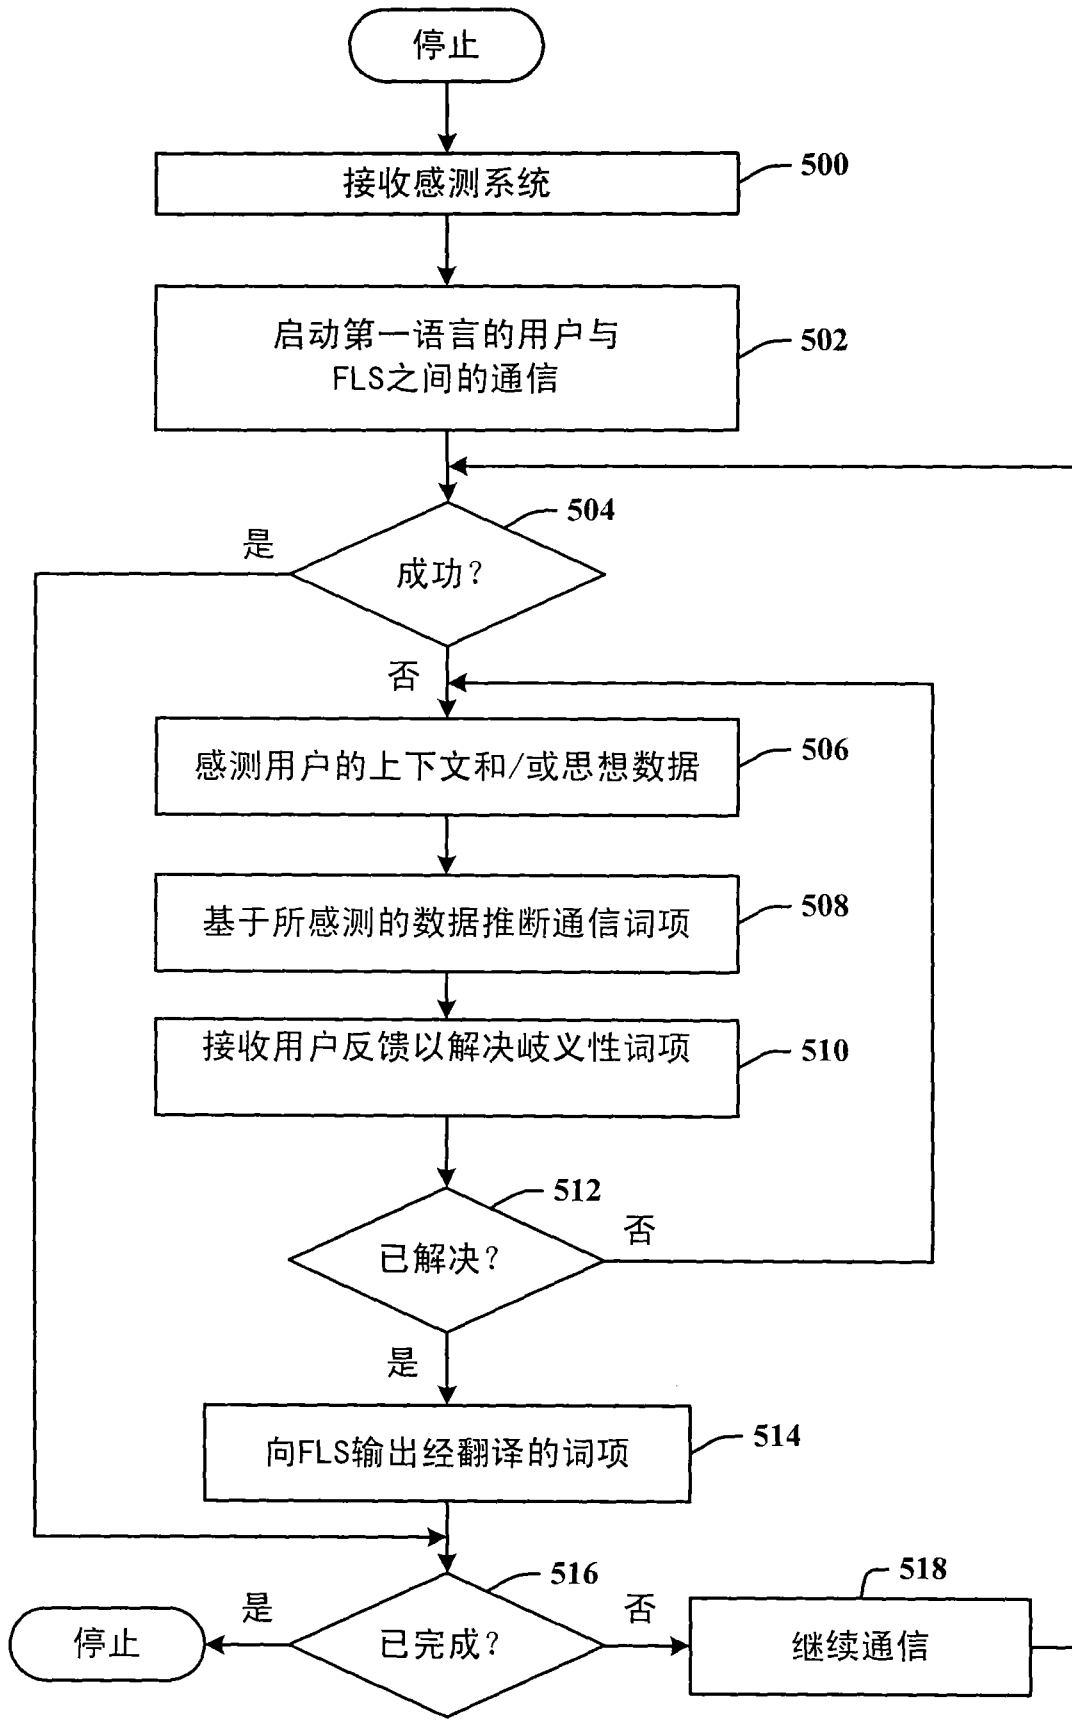 停止
接收感测系统
500
启动第一语言的用户与
FLS之间的通信
502
504
是
成功？
否
感测用户的上下文和/或思想数据
506
基于所感测的数据推断通信词项
508
接收用户反馈以解决岐义性词项
510
512
已解决？
否
是
向FLS输出经翻译的词项
514
516
518
是
否
停止
已完成？
继续通信